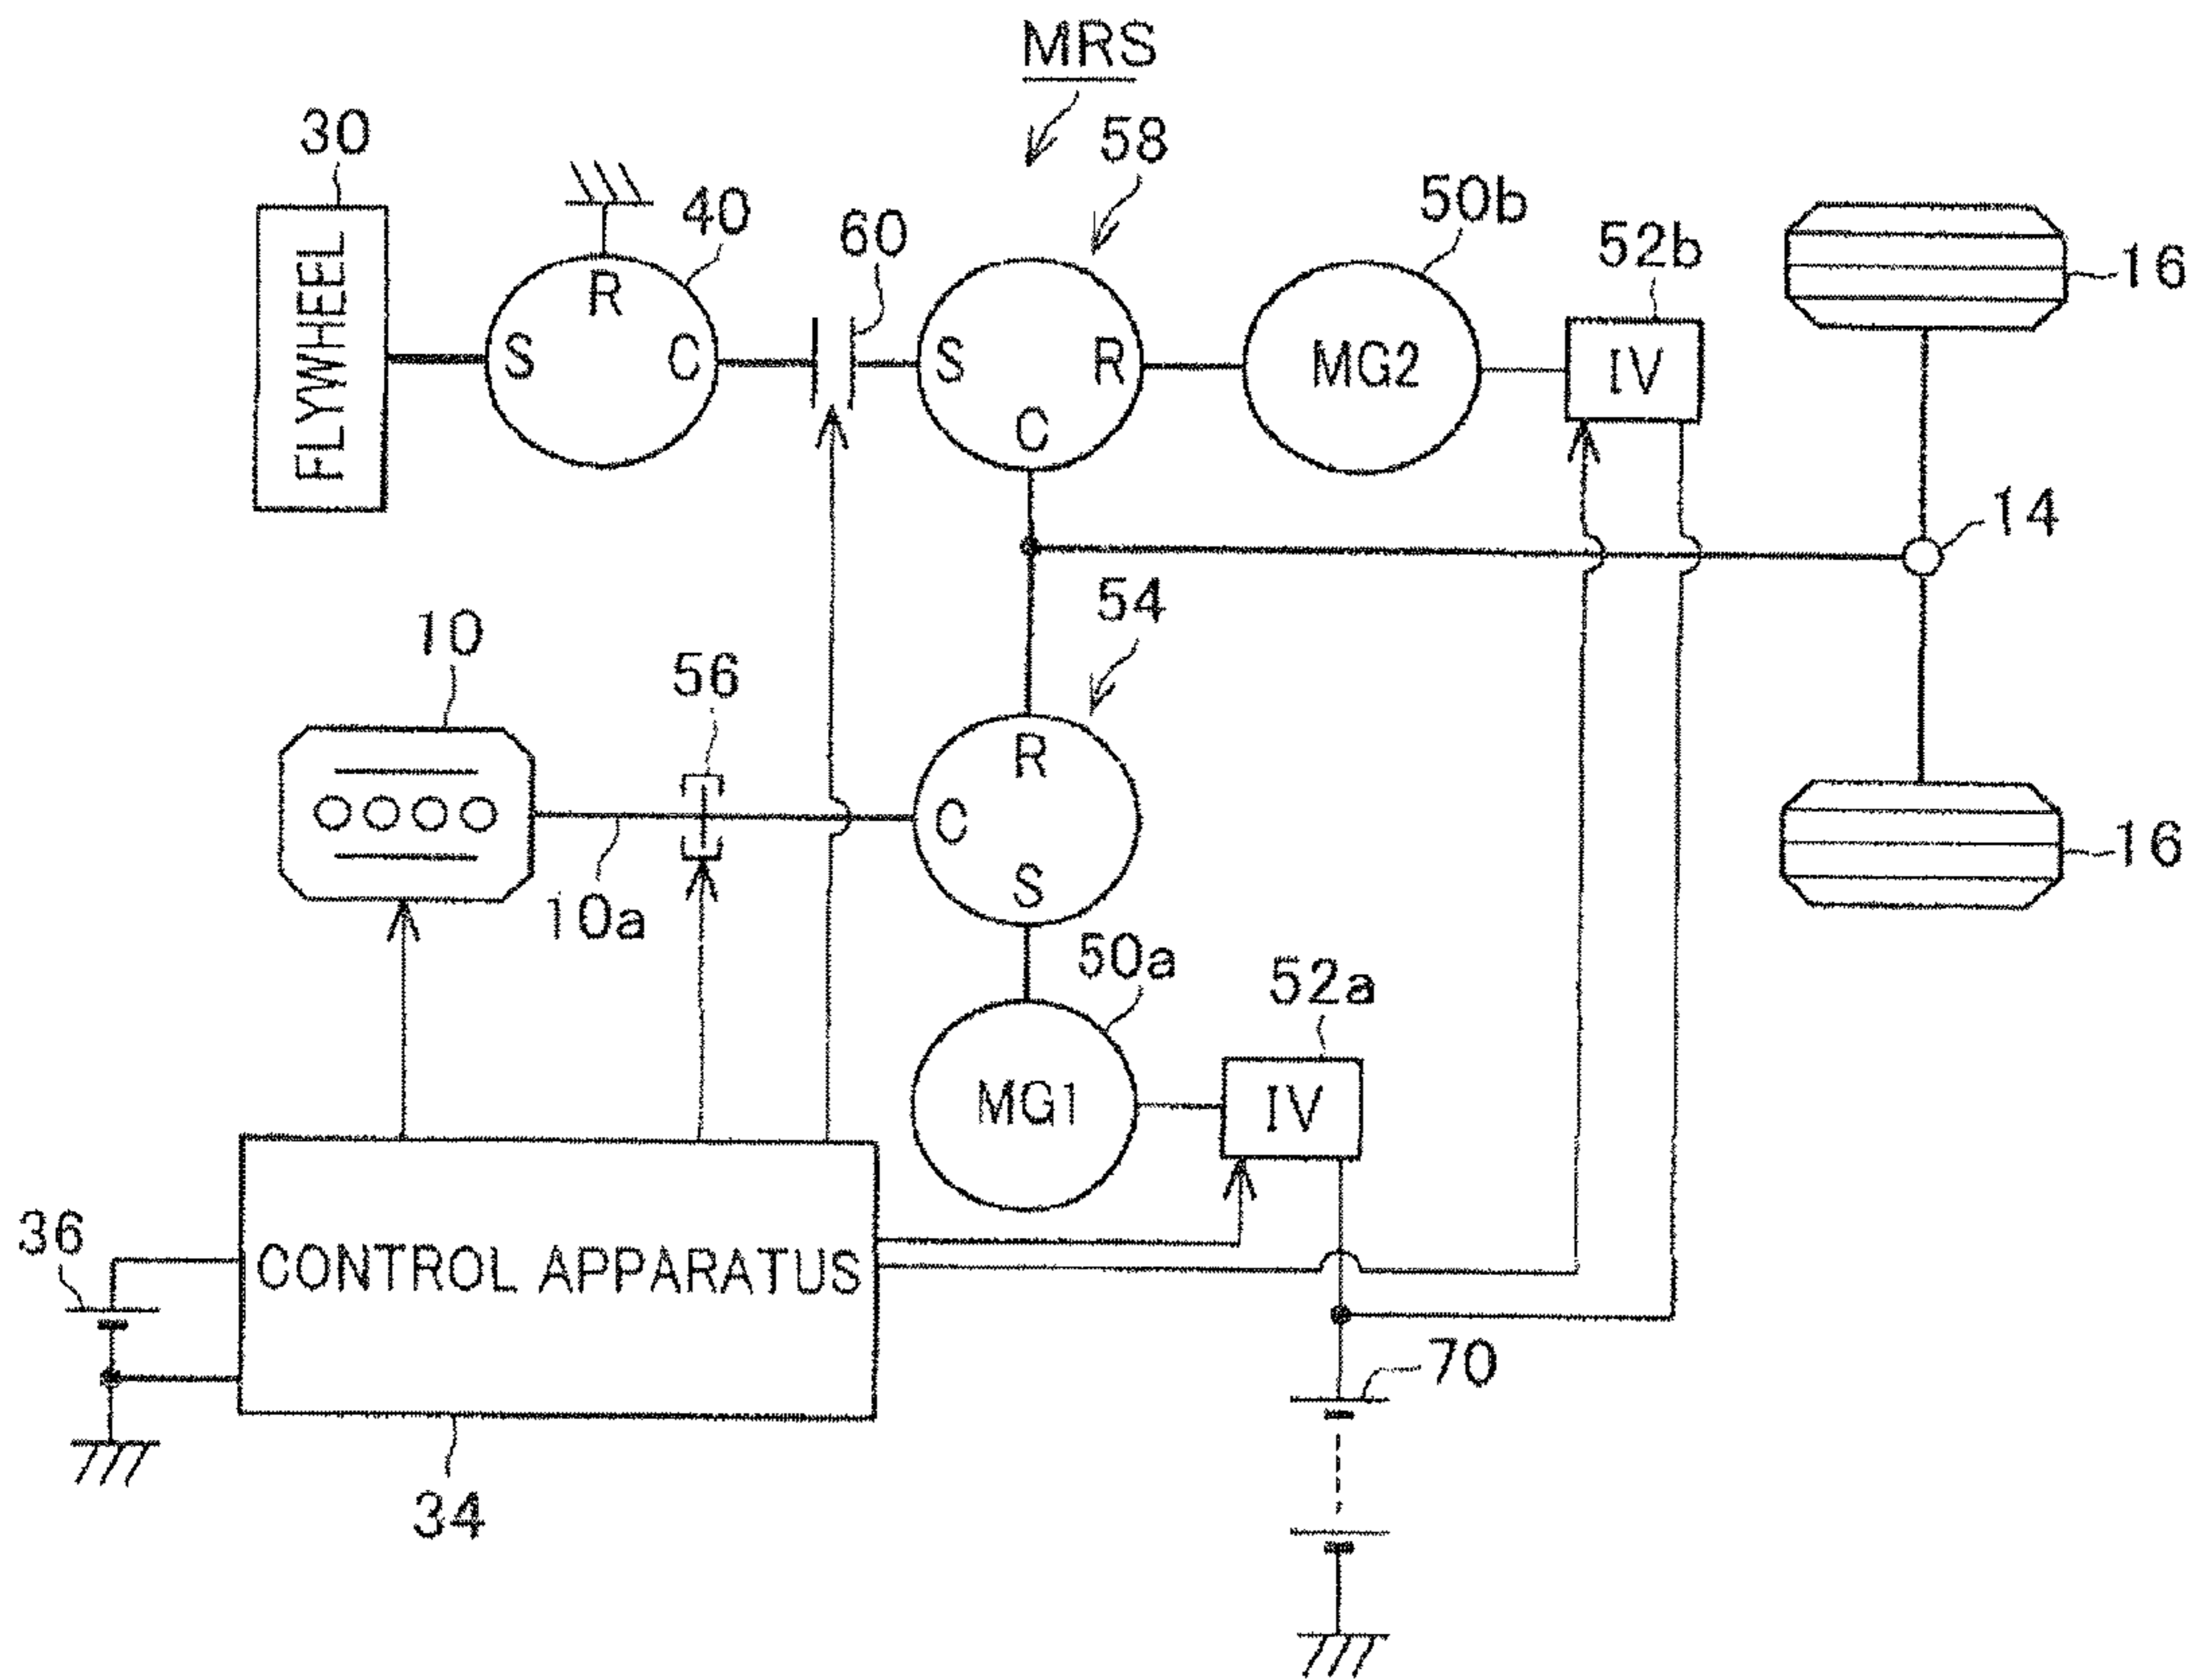 MRS
30
58
40
60
50b
52b
16
FLYWHEEL
R
S
C
S
R
C
MG2
IV
14
54
10
56
R
C
S
16
10a
50a
52a
MG1
IV
36
CONTROL APPARATUS
70
34